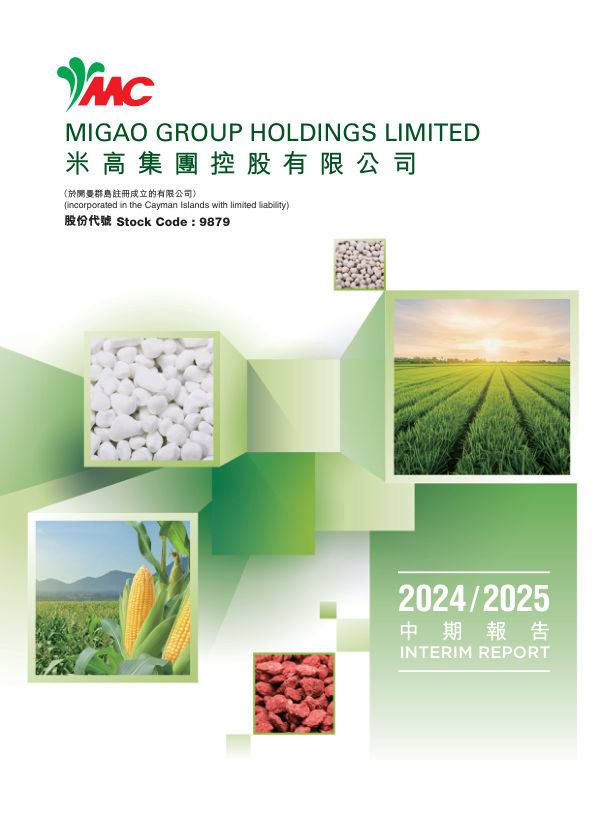 MC
MIGAO GROUP HOLDINGS LIMITED
米高集團控股有限公司
（於開曼群島註冊成立的有限公司）
(incorporated in the Cayman Islands with limited liability)
股份代號 Stock Code : 9879
2024/2025
中期報告
INTERIM REPORT